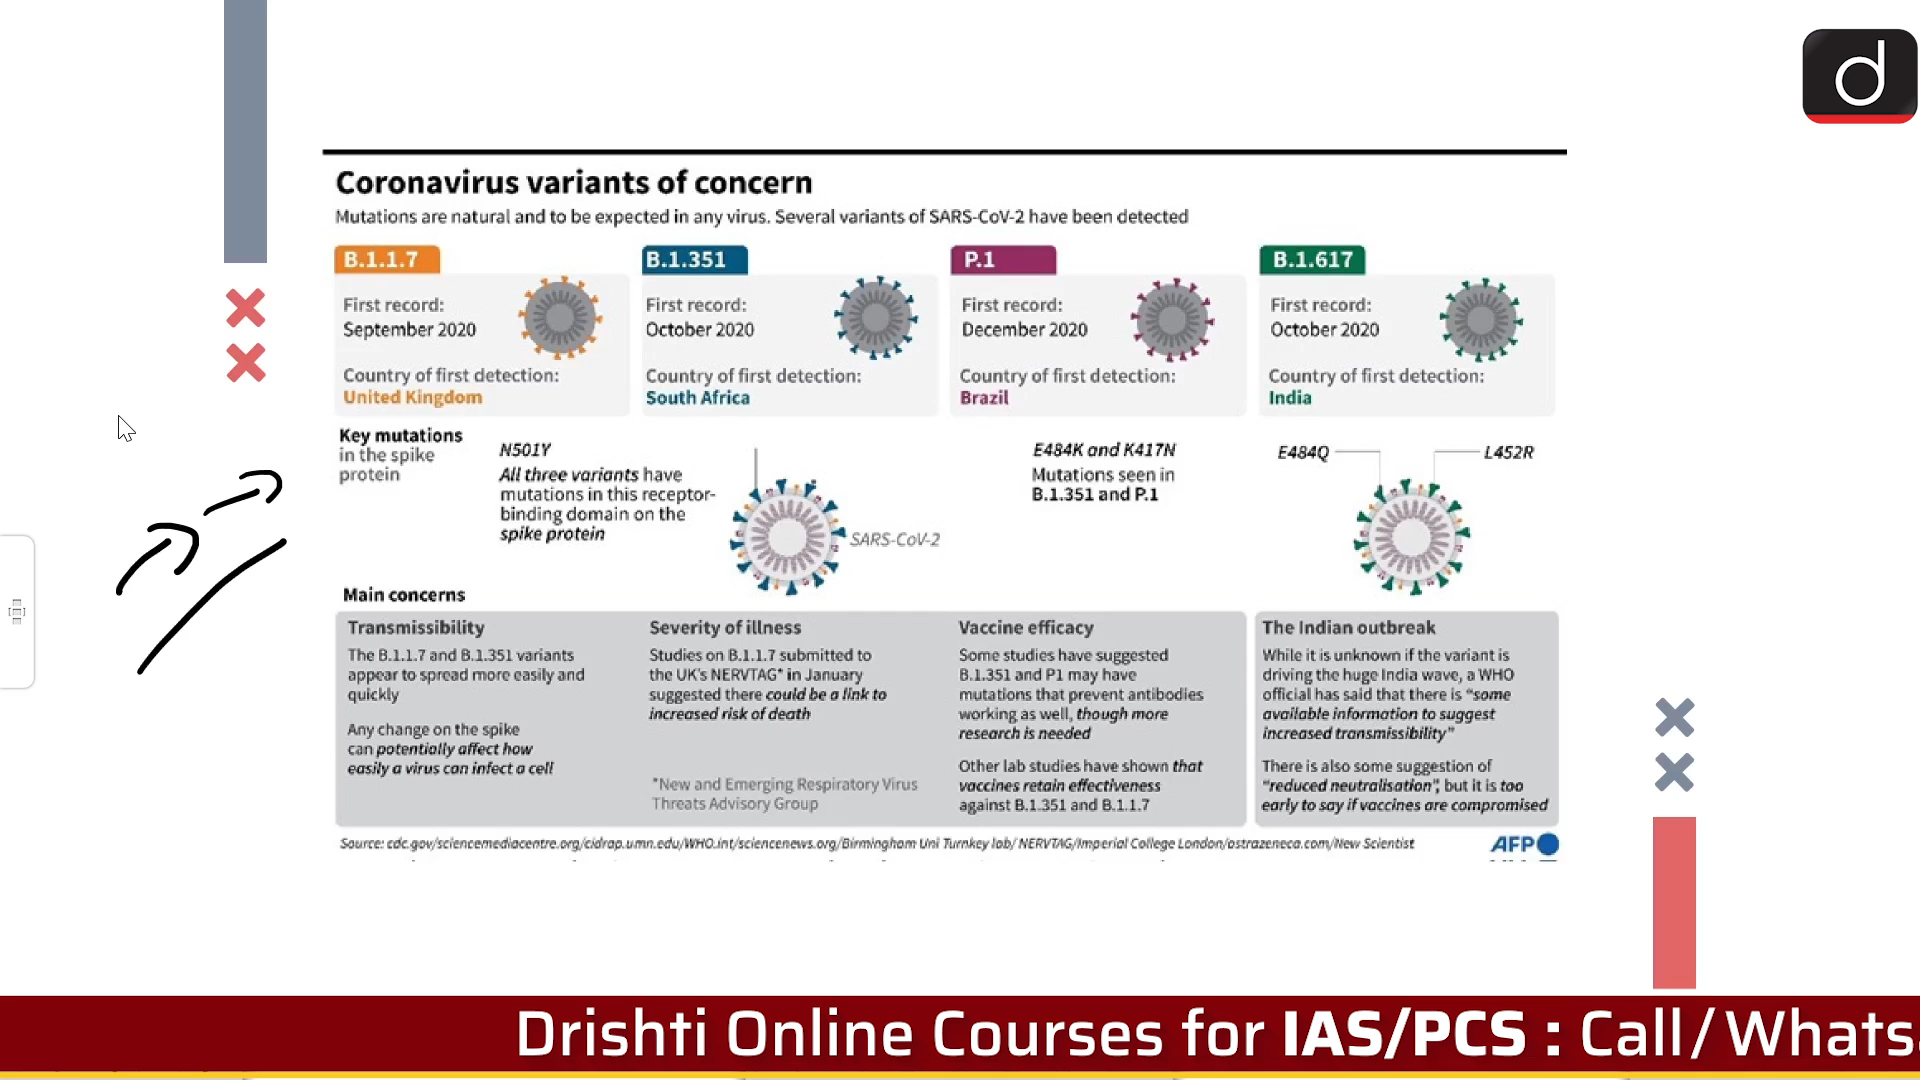 d
Coronavirus variants of concern
Mutations are natural and to be expected in any virus. Several variants of SARS-CoV-2 have been detected
B.1.1.7
First record:
September 2020
Country of first detection:
United Kingdom
B.1.351
First record:
October 2020
Country of first detection:
South Africa
P.1
First record:
December 2020
Country of first detection:
Brazil
B.1.617
First record:
October 2020
Country of first detection:
India
Key mutations
in the spike
protein
N501Y
All three variants have
mutations in this receptor-
binding domain on the
spike protein
SARS-CoV-2
E484K and K417N
Mutations seen in
B.1.351 and P.1
E484Q
L452R
Main concerns
Transmissibility
The B.1.1.7 and B.1.351 variants
appear to spread more easily and
quickly
Any change on the spike
can potentially affect how
easily a virus can infect a cell
Severity of illness
Studies on B.1.1.7 submitted to
the UK's NERVTAG* in January
suggested there could be a link to
increased risk of death
*New and Emerging Respiratory Virus
Threats Advisory Group
Vaccine efficacy
Some studies have suggested
B.1.351 and P1 may have
mutations that prevent antibodies
working as well, though more
research is needed
Other lab studies have shown that
vaccines retain effectiveness
against B.1.351 and B.1.1.7
The Indian outbreak
While it is unknown if the variant is
driving the huge India wave, a WHO
official has said that there is "some
available information to suggest
increased transmissibility"
There is also some suggestion of
"reduced neutralisation", but it is too
early to say if vaccines are compromised
Source: cdc.gov/sciencemediacentre.org/cidrap.umn.edu/WHO.int/sciencenews.org/Birmingham Uni Turnkey lab/ NERVTAG/Imperial College London/astrazeneca.com/New Scientist
AFP
Drishti Online Courses for IAS/PCS : Call/Whats